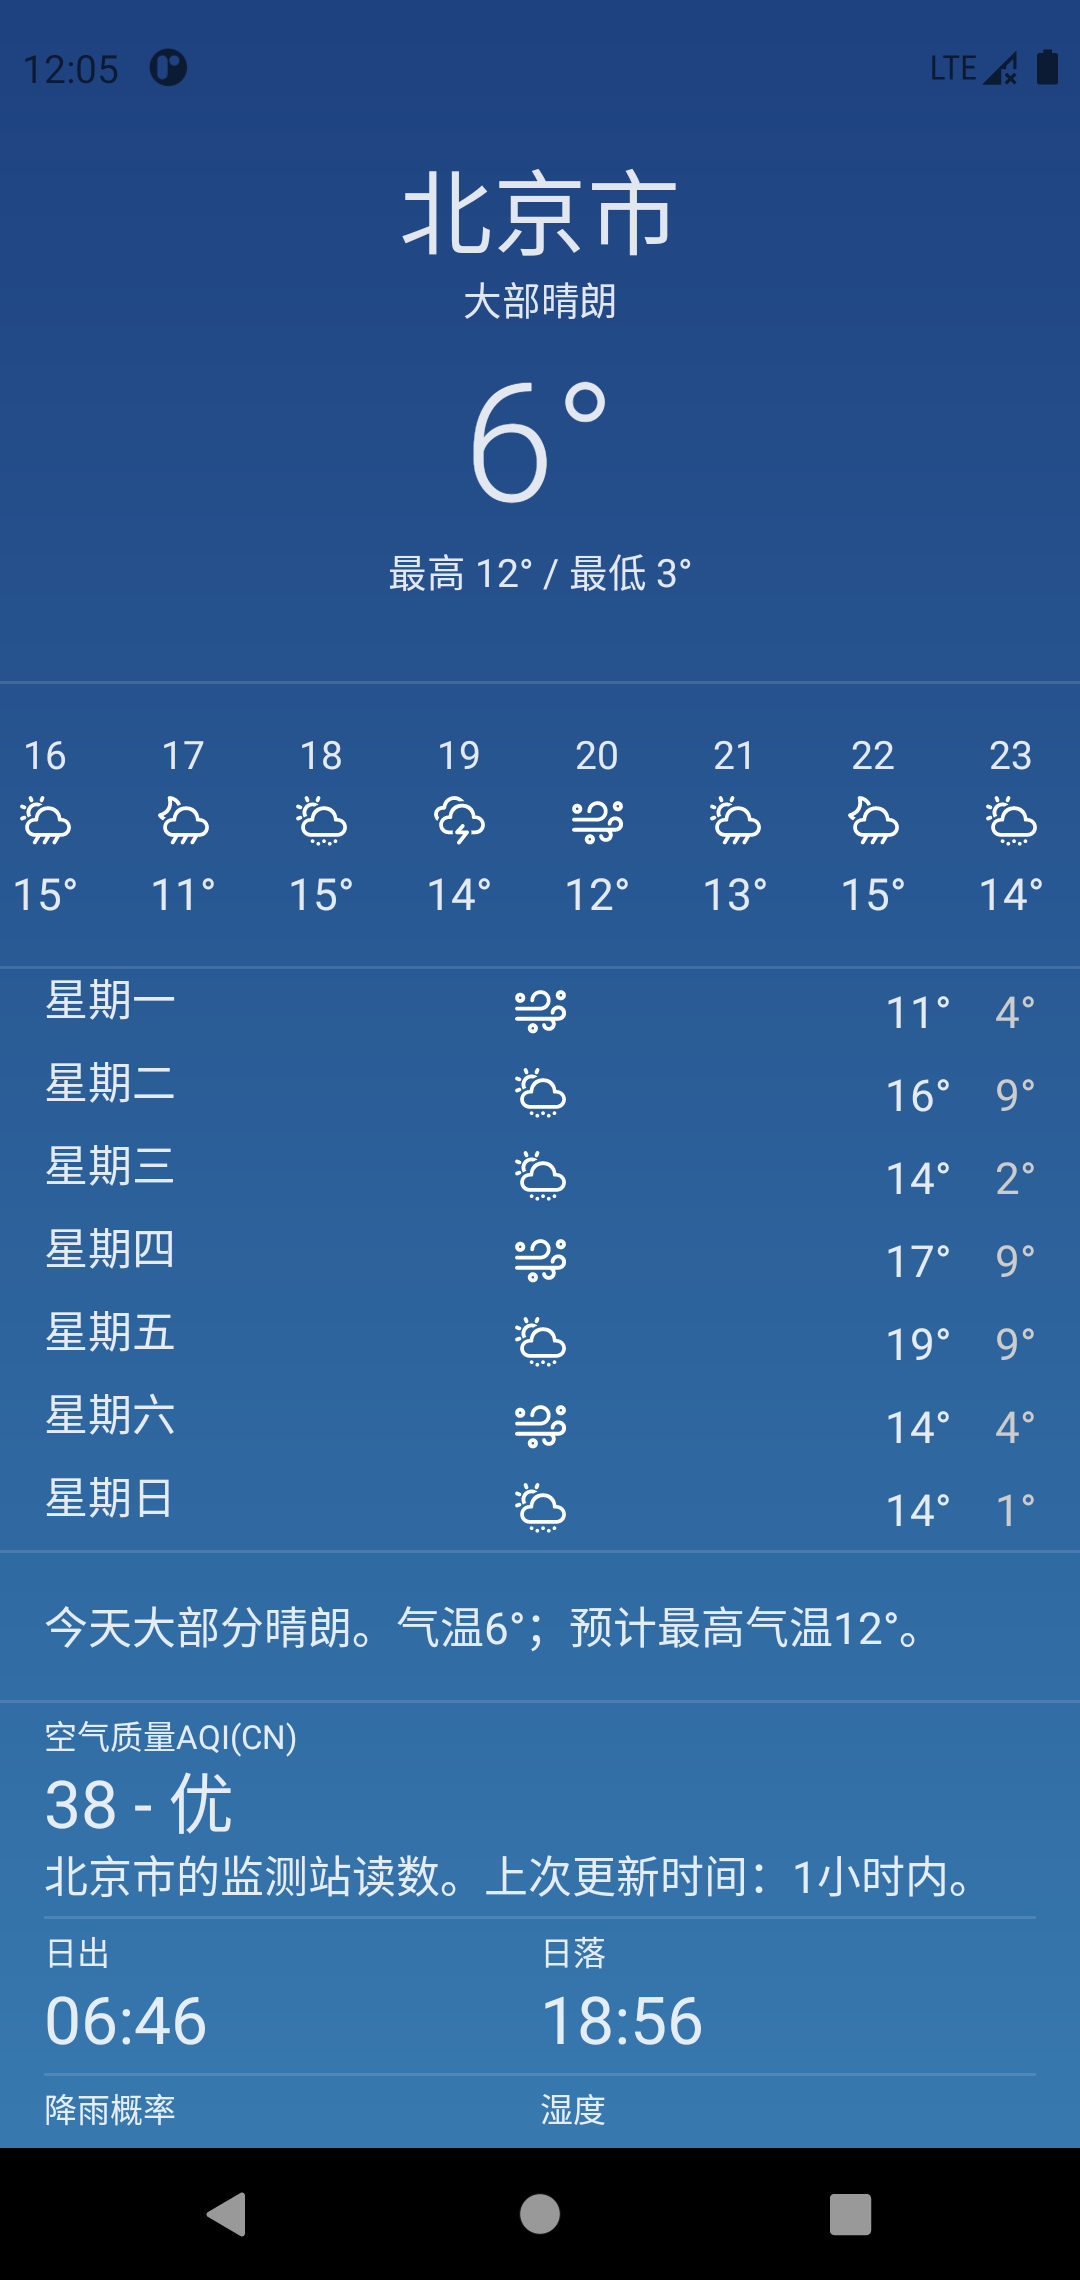 12:05 LTE
北京市
大部晴朗
6°
最高 12° / 最低 3°
16 17 18 19 20 21 22 23
15° 11° 15° 14° 12° 13° 15° 14°
星期一 11° 4°
星期二 16° 9°
星期三 14° 2°
星期四 17° 9°
星期五 19° 9°
星期六 14° 4°
星期日 14° 1°
今天大部分晴朗。气温6°；预计最高气温12°。
空气质量AQI(CN)
38 - 优
北京市的监测站读数。上次更新时间：1小时内。
日出 日落
06:46 18:56
降雨概率 湿度